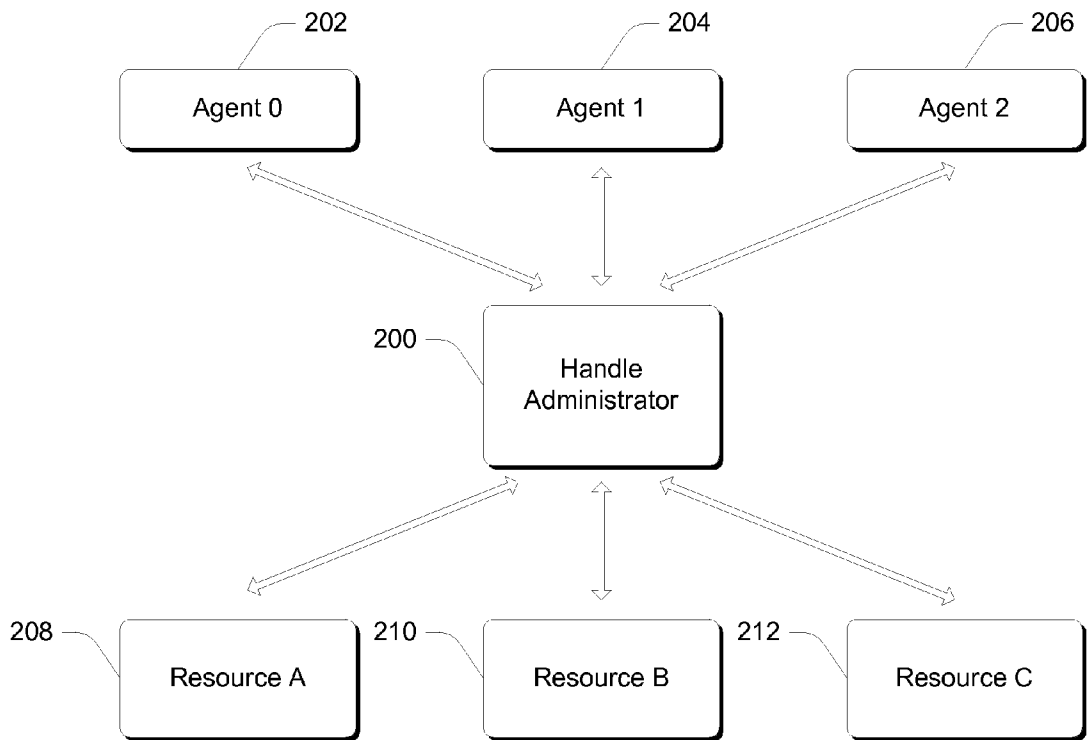 202
204
206
Agent 0
Agent 1
Agent 2
200
Handle
Administrator
208
210
212
Resource A
Resource B
Resource C